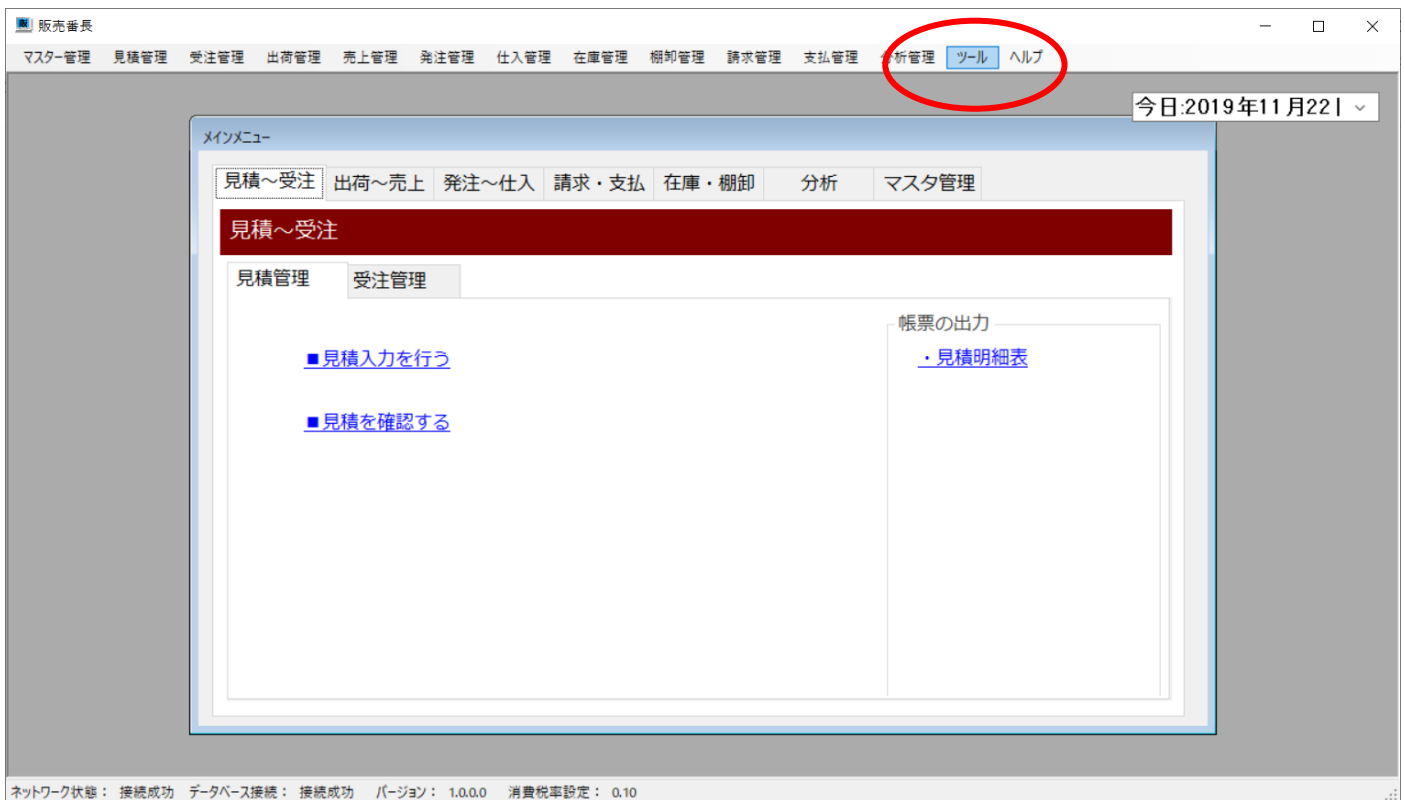 販売番長
マスター管理 見積管理 受注管理 出荷管理 売上管理 発注管理 仕入管理 在庫管理 棚卸管理 請求管理 支払管理 分析管理 ツール ヘルプ
今日:2019年11月22
メインメニュー
見積～受注 出荷～売上 発注～仕入 請求・支払 在庫・棚卸 分析 マスタ管理
見積～受注
見積管理 受注管理
帳票の出力
■見積入力を行う ・見積明細表
■見積を確認する
ネットワーク状態： 接続成功 データベース接続： 接続成功 バージョン： 1.0.0.0 消費税率設定： 0.10